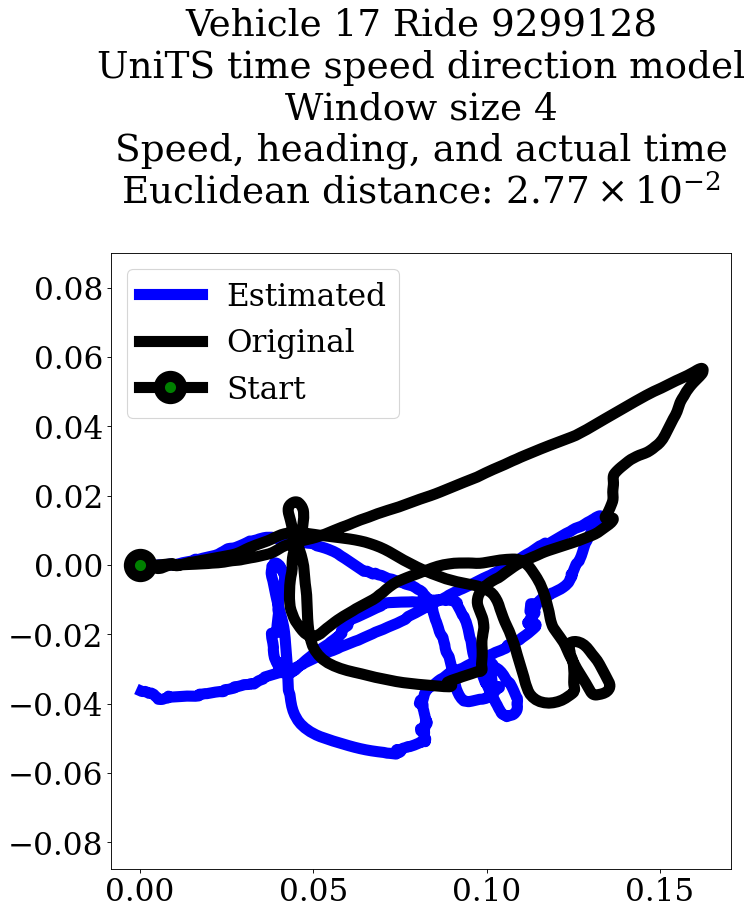 Vehicle 17 Ride 9299128
UniTS time speed direction model
Window size 4
Speed, heading, and actual time
Euclidean distance: 2.77 × 10⁻²
Estimated
Original
Start
0.08
0.06
0.04
0.02
0.00
−0.02
−0.04
−0.06
−0.08
0.00 0.05 0.10 0.15